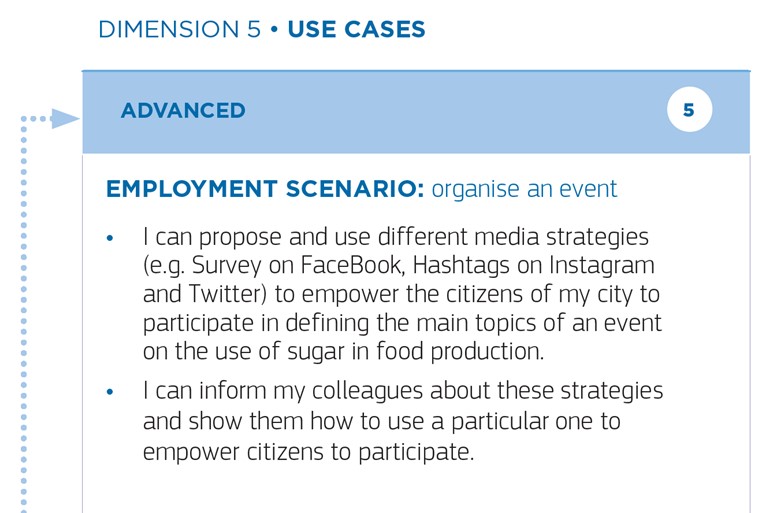 DIMENSION 5 • USE CASES
ADVANCED
5
EMPLOYMENT SCENARIO: organise an event
• I can propose and use different media strategies
(e.g. Survey on FaceBook, Hashtags on Instagram
and Twitter) to empower the citizens of my city to
participate in defining the main topics of an event
on the use of sugar in food production.
• I can inform my colleagues about these strategies
and show them how to use a particular one to
empower citizens to participate.